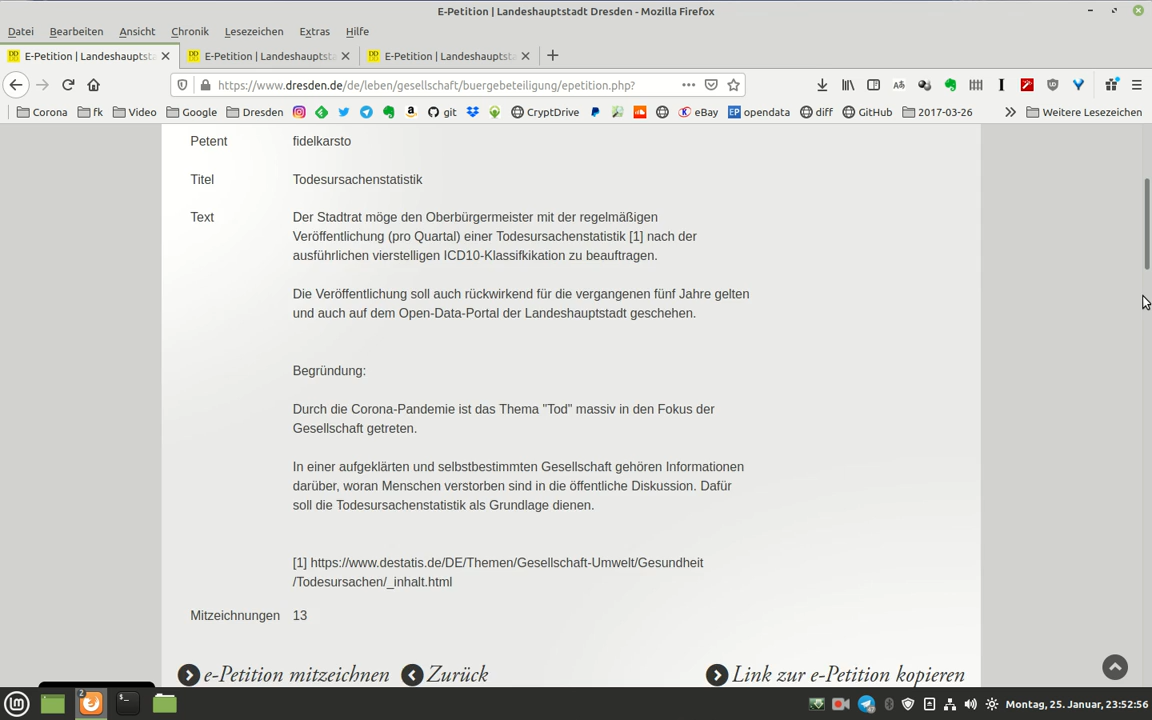 E-Petition | Landeshauptstadt Dresden - Mozilla Firefox
Datei Bearbeiten Ansicht Chronik Lesezeichen Extras Hilfe
E-Petition | Landeshauptsta E-Petition | Landeshauptsta E-Petition | Landeshauptsta
https://www.dresden.de/de/leben/gesellschaft/buergebeteiligung/epetition.php?
Corona fk Video Google Dresden git CryptDrive eBay opendata diff GitHub 2017-03-26 Weitere Lesezeichen
Petent fidelkarsto
Titel Todesursachenstatistik
Text Der Stadtrat möge den Oberbürgermeister mit der regelmäßigen
Veröffentlichung (pro Quartal) einer Todesursachenstatistik [1] nach der
ausführlichen vierstelligen ICD10-Klassifkikation zu beauftragen.
Die Veröffentlichung soll auch rückwirkend für die vergangenen fünf Jahre gelten
und auch auf dem Open-Data-Portal der Landeshauptstadt geschehen.
Begründung:
Durch die Corona-Pandemie ist das Thema "Tod" massiv in den Fokus der
Gesellschaft getreten.
In einer aufgeklärten und selbstbestimmten Gesellschaft gehören Informationen
darüber, woran Menschen verstorben sind in die öffentliche Diskussion. Dafür
soll die Todesursachenstatistik als Grundlage dienen.
[1] https://www.destatis.de/DE/Themen/Gesellschaft-Umwelt/Gesundheit
/Todesursachen/_inhalt.html
Mitzeichnungen 13
e-Petition mitzeichnen Zurück Link zur e-Petition kopieren
Montag, 25. Januar, 23:52:56